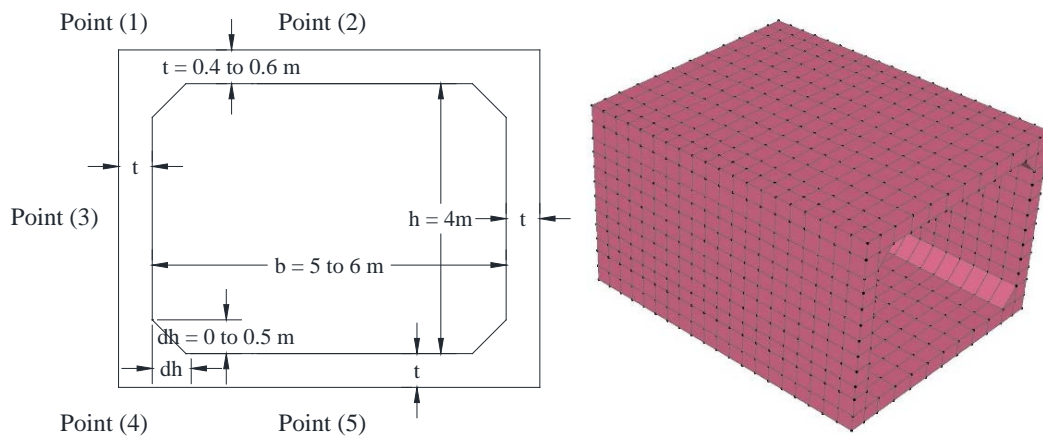 Point (1)
Point (2)
t = 0.4 to 0.6 m
t
Point (3)
h = 4m
t
b = 5 to 6 m
dh = 0 to 0.5 m
dh
t
Point (4)
Point (5)